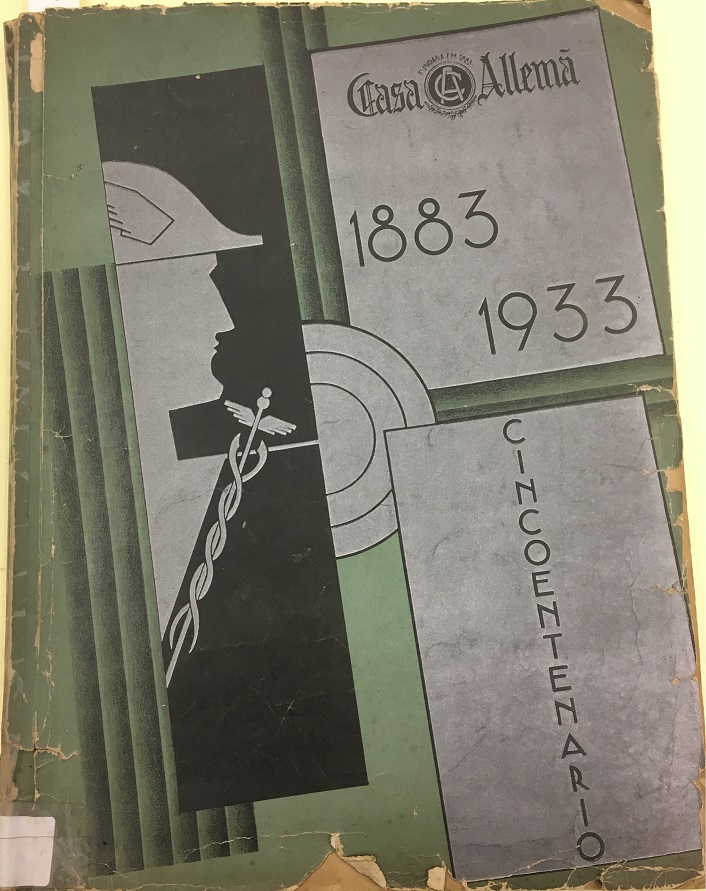 Casa Allemã
FUNDADA EM 1883
CA
1883
1933
CINCOENTENARIO